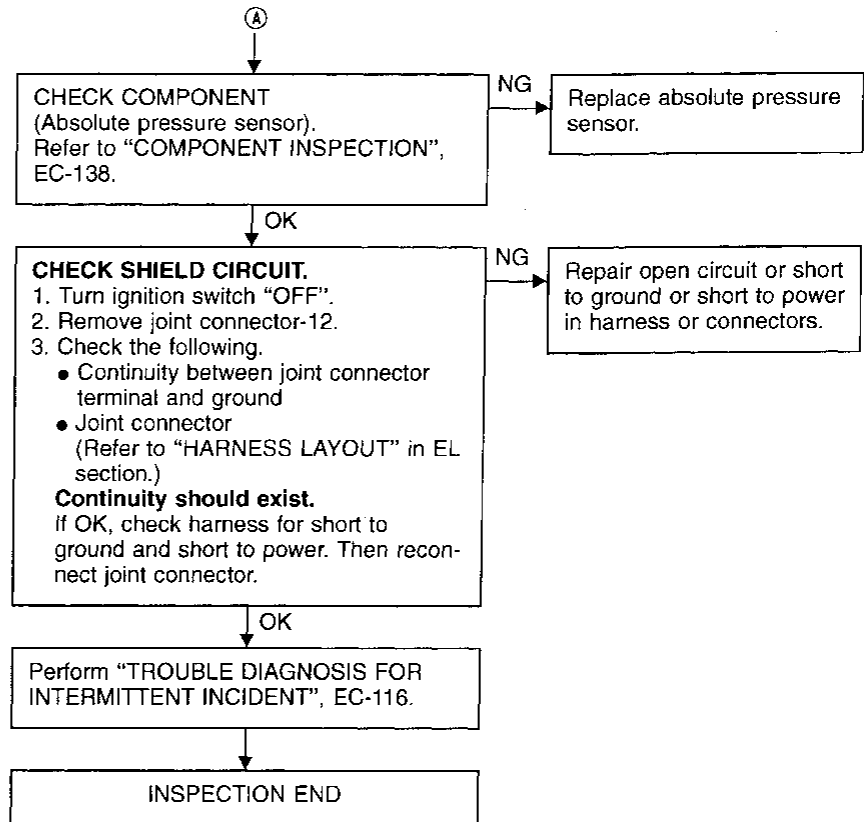 Ⓐ
CHECK COMPONENT
(Absolute pressure sensor).
Refer to “COMPONENT INSPECTION”,
EC-138.
NG
Replace absolute pressure
sensor.
OK
CHECK SHIELD CIRCUIT.
1. Turn ignition switch “OFF”.
2. Remove joint connector-12.
3. Check the following.
● Continuity between joint connector
terminal and ground
● Joint connector
(Refer to “HARNESS LAYOUT” in EL
section.)
Continuity should exist.
If OK, check harness for short to
ground and short to power. Then recon-
nect joint connector.
NG
Repair open circuit or short
to ground or short to power
in harness or connectors.
OK
Perform “TROUBLE DIAGNOSIS FOR
INTERMITTENT INCIDENT”, EC-116.
INSPECTION END